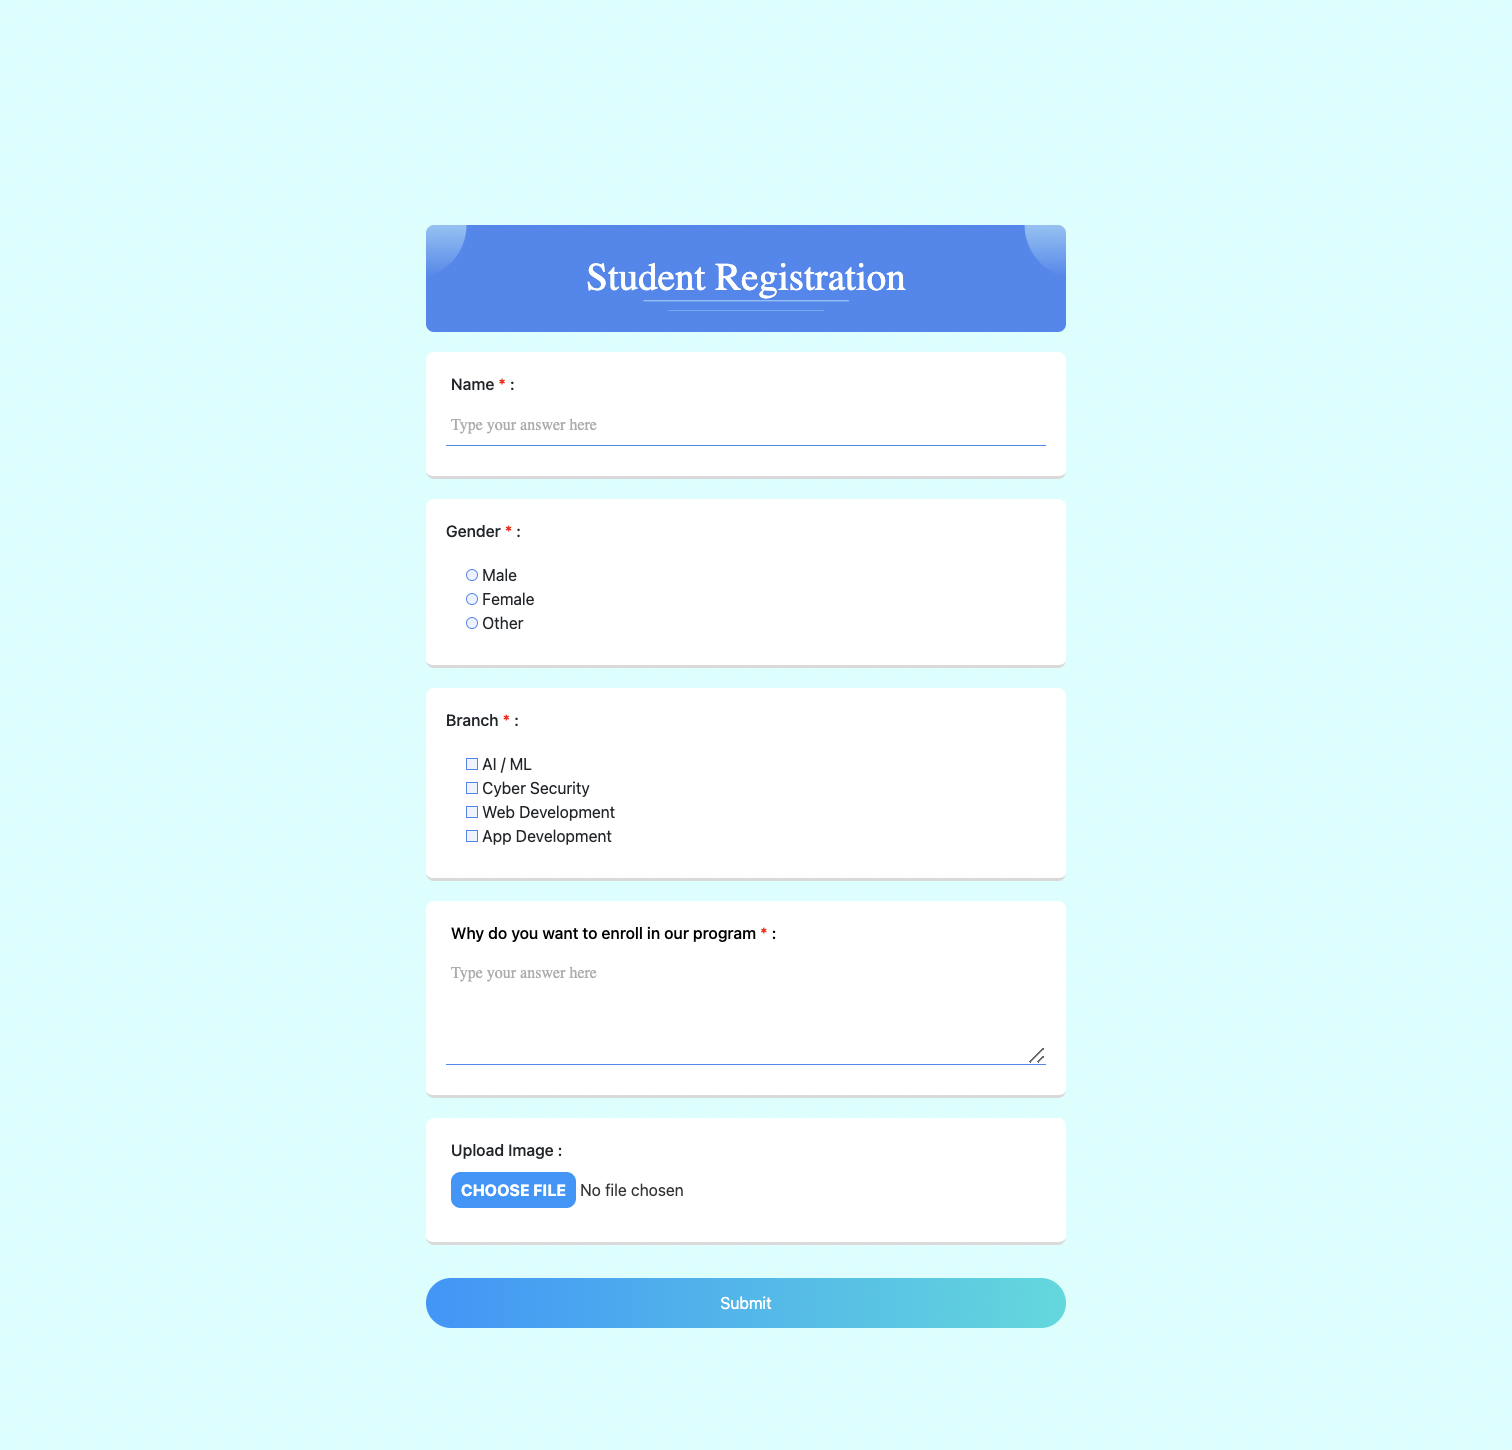 Student Registration
Name * :
Type your answer here
Gender * :
Male
Female
Other
Branch * :
AI / ML
Cyber Security
Web Development
App Development
Why do you want to enroll in our program * :
Type your answer here
Upload Image :
CHOOSE FILE No file chosen
Submit